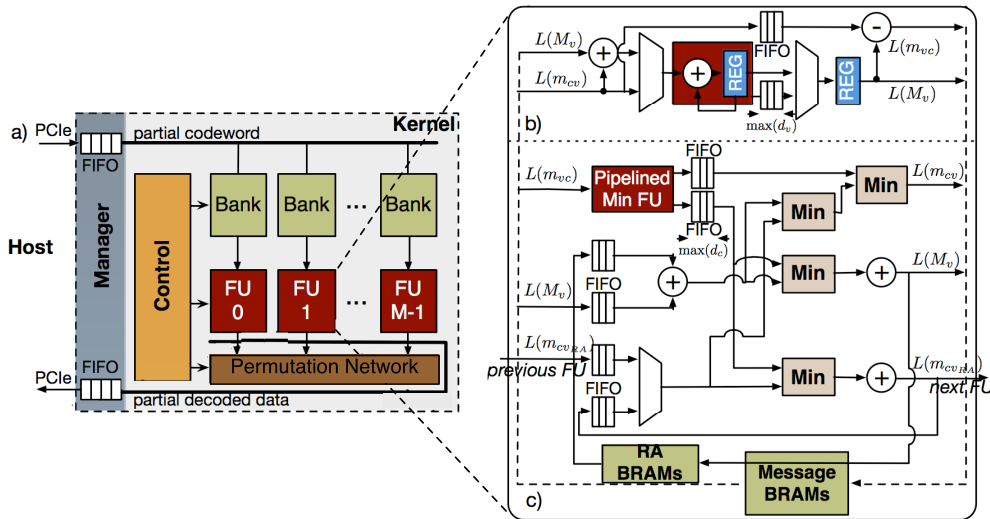 a)
PCIe
FIFO
partial codeword
Kernel
Host
Manager
Control
Bank
Bank
...
Bank
FU
0
FU
1
...
FU
M-1
Permutation Network
FIFO
PCIe
partial decoded data
b)
L(M_v)
L(m_cv)
+
+
REG
FIFO
max(d_v)
REG
-
L(m_vc)
L(M_v)
c)
L(m_vc)
Pipelined
Min FU
FIFO
FIFO
max(d_c)
Min
Min
L(m_cv)
L(M_v)
FIFO
+
Min
+
L(M_v)
L(m_cv_RA)
previous FU
FIFO
Min
+
L(m_cv_RA)
next FU
RA
BRAMs
Message
BRAMs